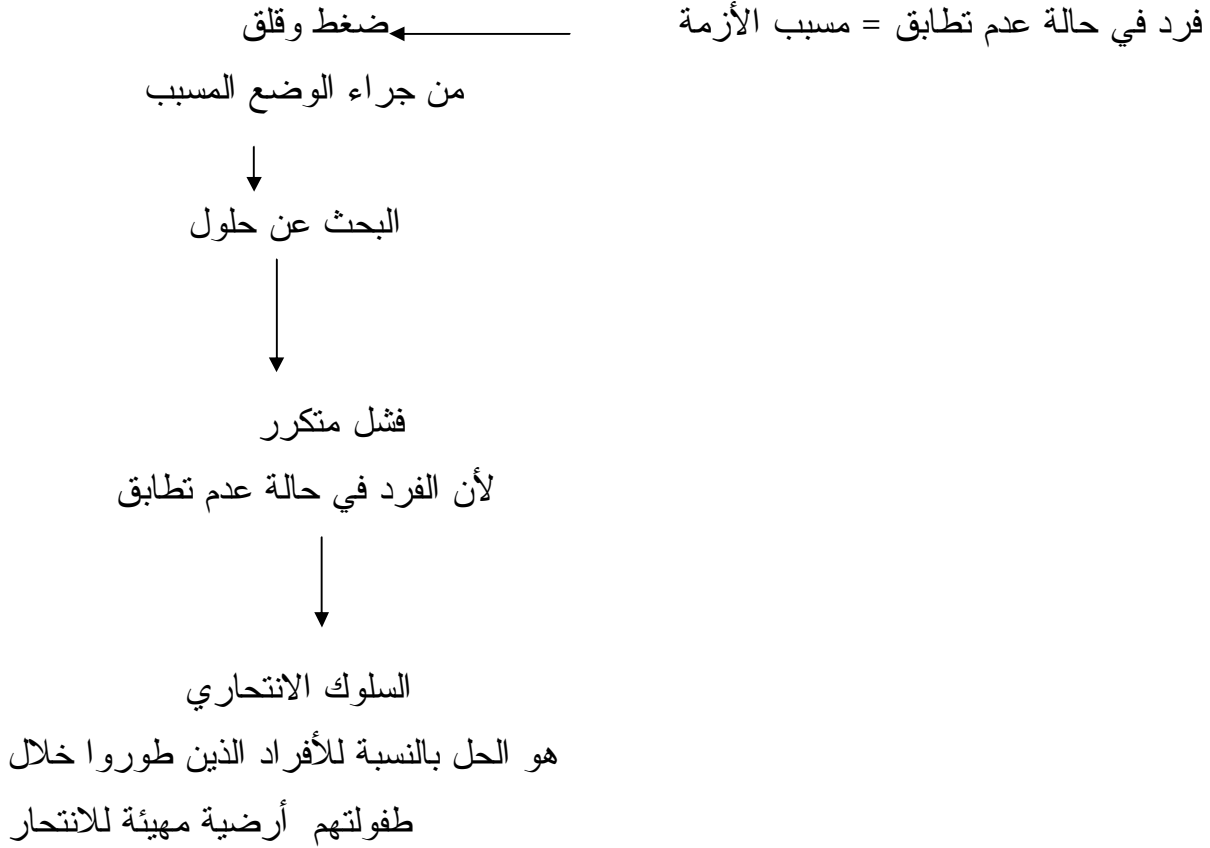 فرد في حالة عدم تطابق = مسبب الأزمة
ضغط وقلق
من جراء الوضع المسبب
البحث عن حلول
فشل متكرر
لأن الفرد في حالة عدم تطابق
السلوك الانتحاري
هو الحل بالنسبة للأفراد الذين طوروا خلال
طفولتهم أرضية مهيئة للانتحار